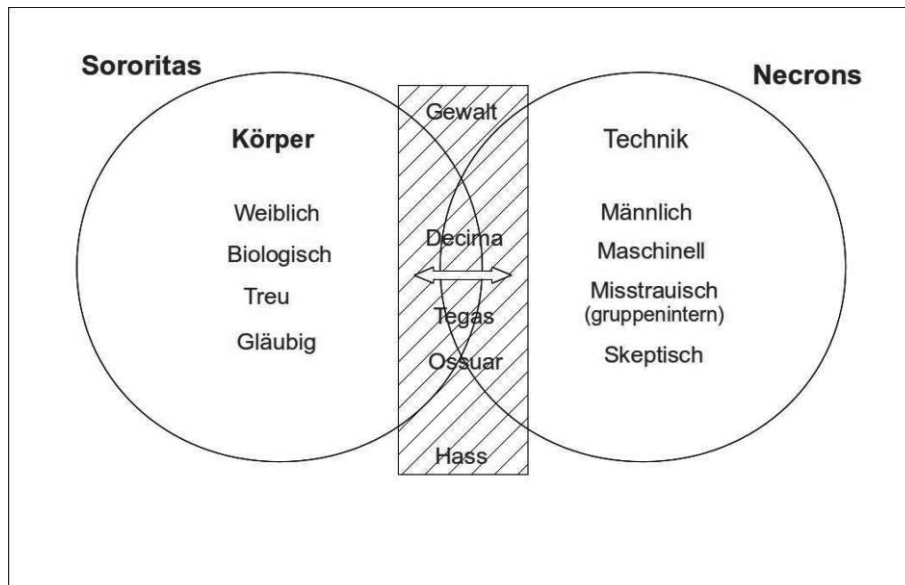 Sororitas
Necrons
Gewalt
Körper
Technik
Weiblich
Biologisch
Treu
Gläubig
Decima
Tegas
Ossuar
Hass
Männlich
Maschinell
Misstrauisch
(gruppenintern)
Skeptisch